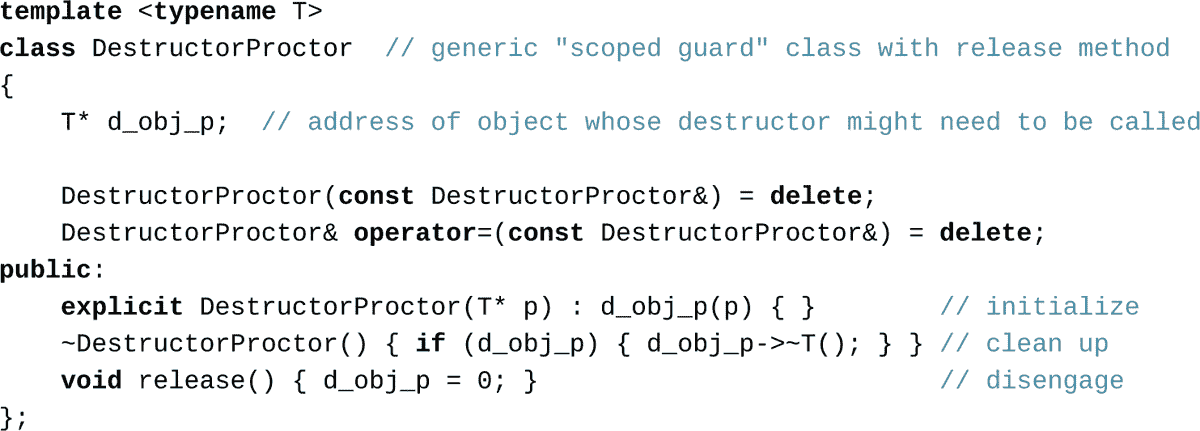 template <typename T>
class DestructorProctor  // generic "scoped guard" class with release method
{
    T* d_obj_p;  // address of object whose destructor might need to be called

    DestructorProctor(const DestructorProctor&) = delete;
    DestructorProctor& operator=(const DestructorProctor&) = delete;
public:
    explicit DestructorProctor(T* p) : d_obj_p(p) { }        // initialize
    ~DestructorProctor() { if (d_obj_p) { d_obj_p->~T(); } } // clean up
    void release() { d_obj_p = 0; }                          // disengage
};